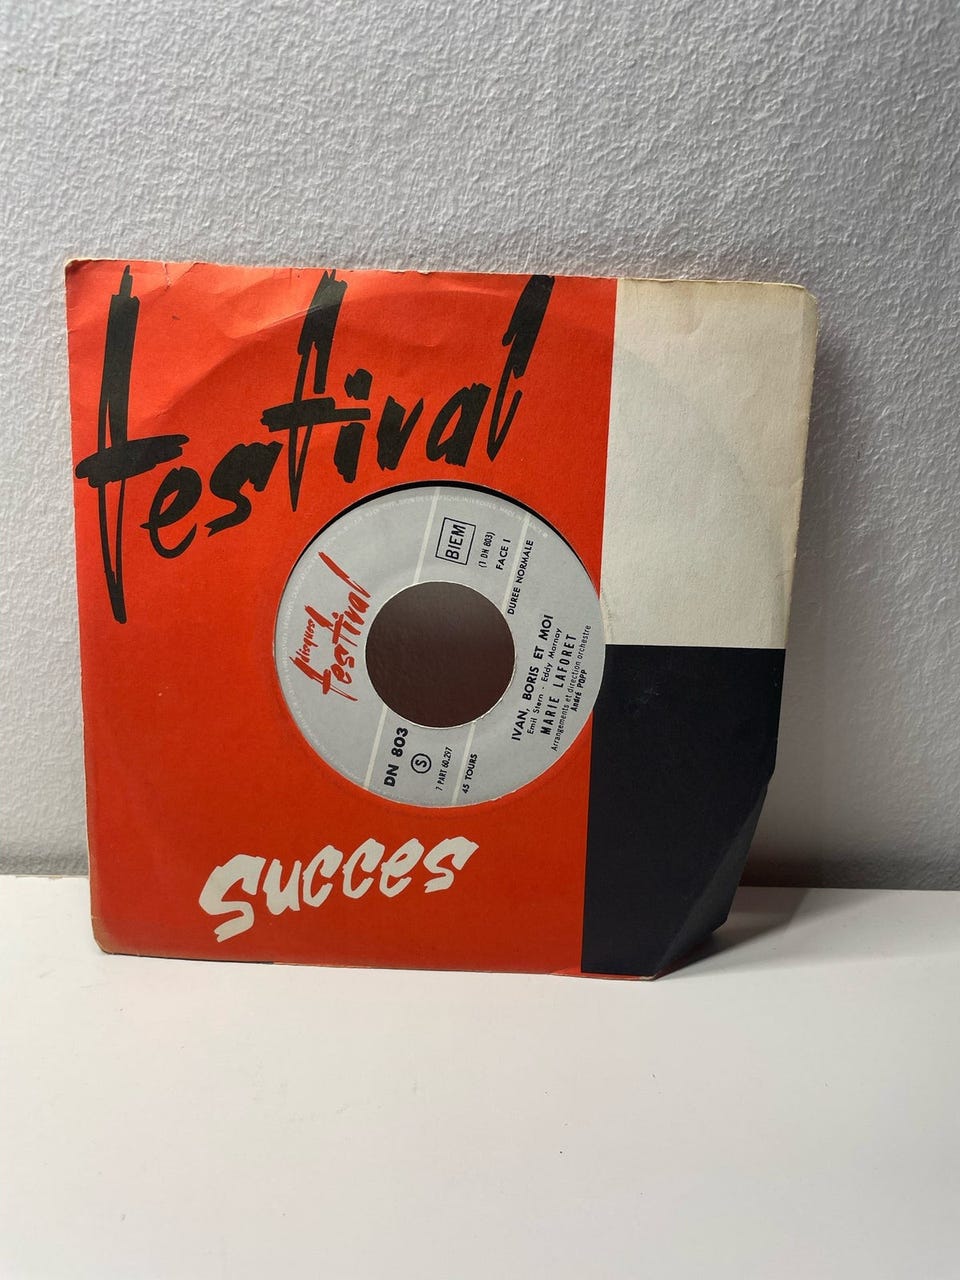 festival
disques
festival
BIEM
(1 DN 803)
FACE 1
DUREE NORMALE
DN 803
S
7 PART 60.297
45 TOURS
IVAN, BORIS ET MOI
Emil Stern - Eddy Marnay
MARIE LAFORET
Arrangements et direction orchestre
André POPP
Succes